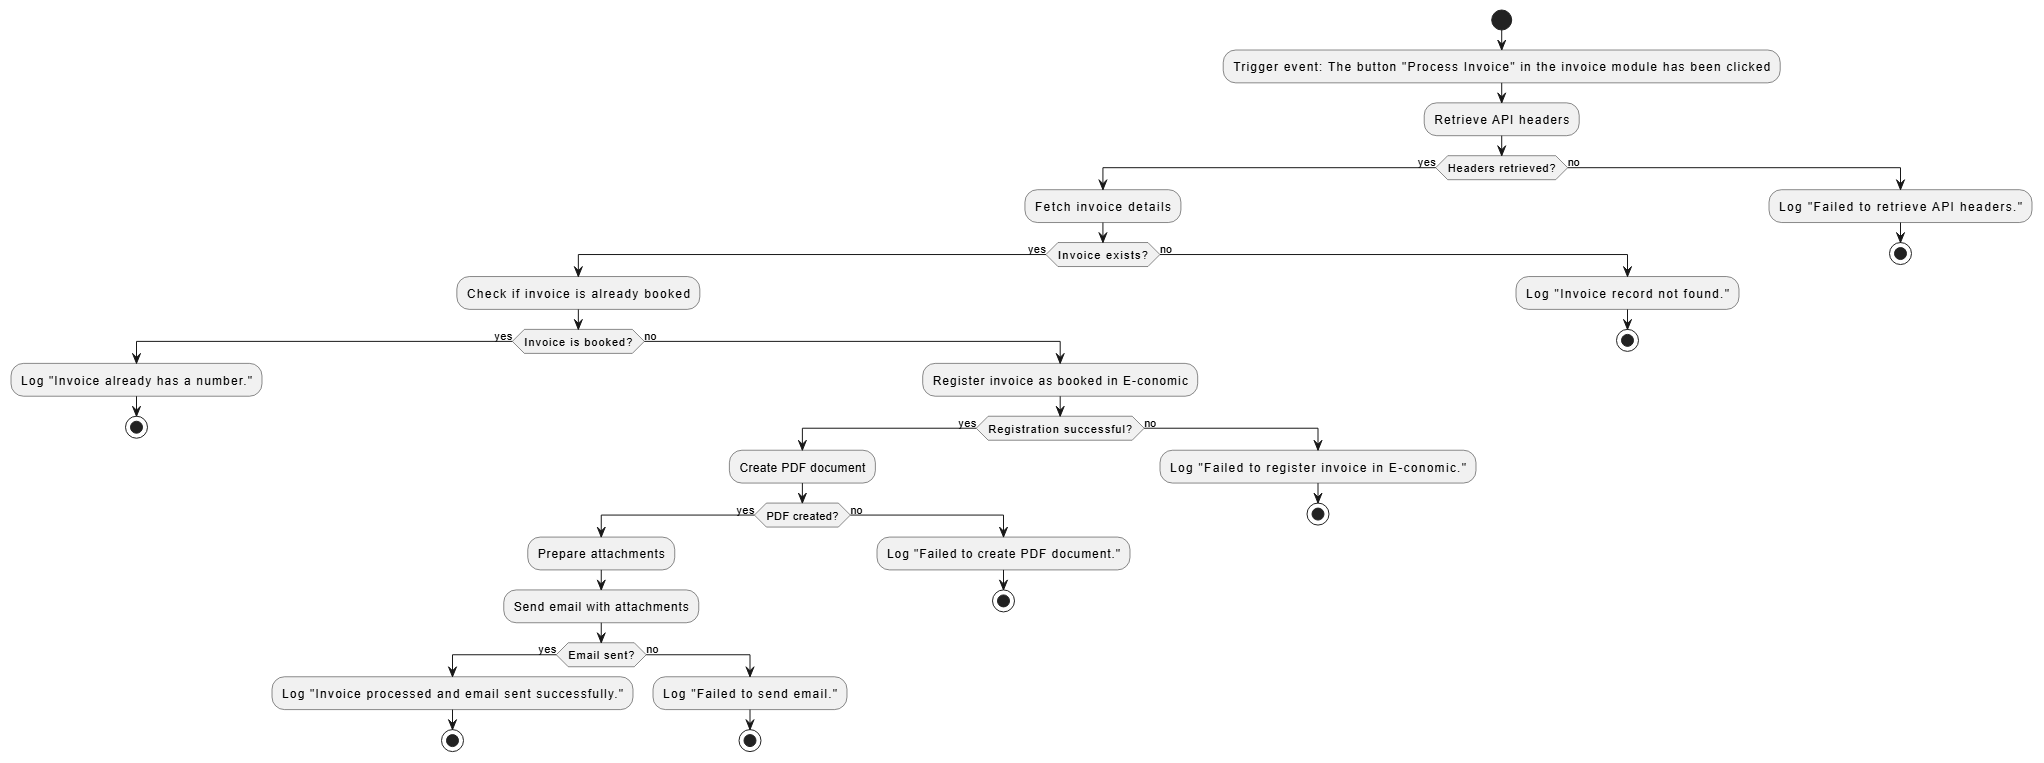 Trigger event: The button "Process Invoice" in the invoice module has been clicked
Retrieve API headers
yes
Headers retrieved?
no
Fetch invoice details
Log "Failed to retrieve API headers."
yes
Invoice exists?
no
Check if invoice is already booked
Log "Invoice record not found."
yes
Invoice is booked?
no
Log "Invoice already has a number."
Register invoice as booked in E-conomic
yes
Registration successful?
no
Create PDF document
Log "Failed to register invoice in E-conomic."
yes
PDF created?
no
Prepare attachments
Log "Failed to create PDF document."
Send email with attachments
yes
Email sent?
no
Log "Invoice processed and email sent successfully."
Log "Failed to send email."